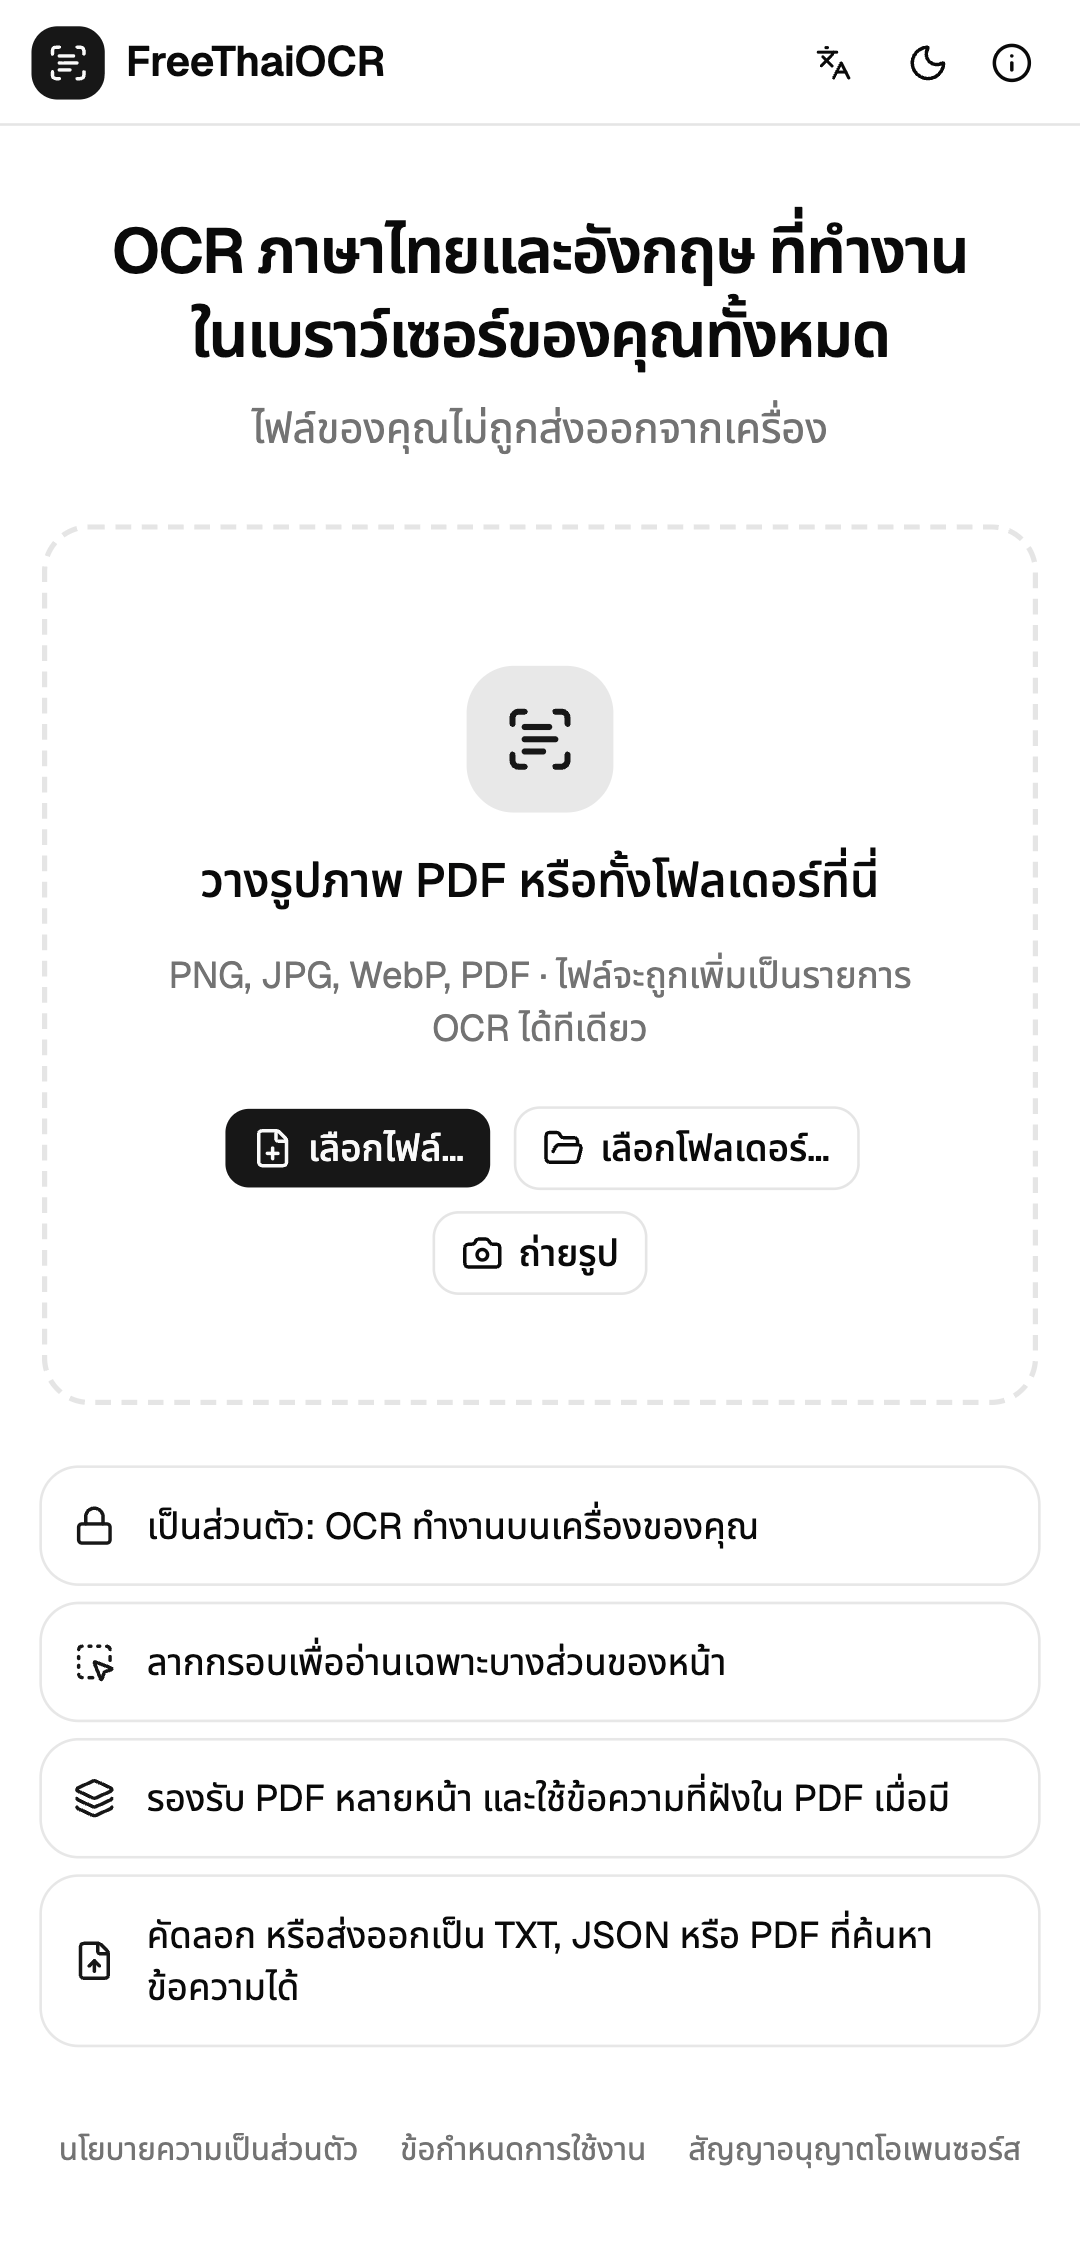 FreeThaiOCR
OCR ภาษาไทยและอังกฤษ ที่ทำงาน
ในเบราว์เซอร์ของคุณทั้งหมด
ไฟล์ของคุณไม่ถูกส่งออกจากเครื่อง
วางรูปภาพ PDF หรือทั้งโฟลเดอร์ที่นี่
PNG, JPG, WebP, PDF · ไฟล์จะถูกเพิ่มเป็นรายการ
OCR ได้ทีเดียว
เลือกไฟล์... เลือกโฟลเดอร์...
ถ่ายรูป
เป็นส่วนตัว: OCR ทำงานบนเครื่องของคุณ
ลากกรอบเพื่ออ่านเฉพาะบางส่วนของหน้า
รองรับ PDF หลายหน้า และใช้ข้อความที่ฝังใน PDF เมื่อมี
คัดลอก หรือส่งออกเป็น TXT, JSON หรือ PDF ที่ค้นหา
ข้อความได้
นโยบายความเป็นส่วนตัว ข้อกำหนดการใช้งาน สัญญาอนุญาตโอเพนซอร์ส